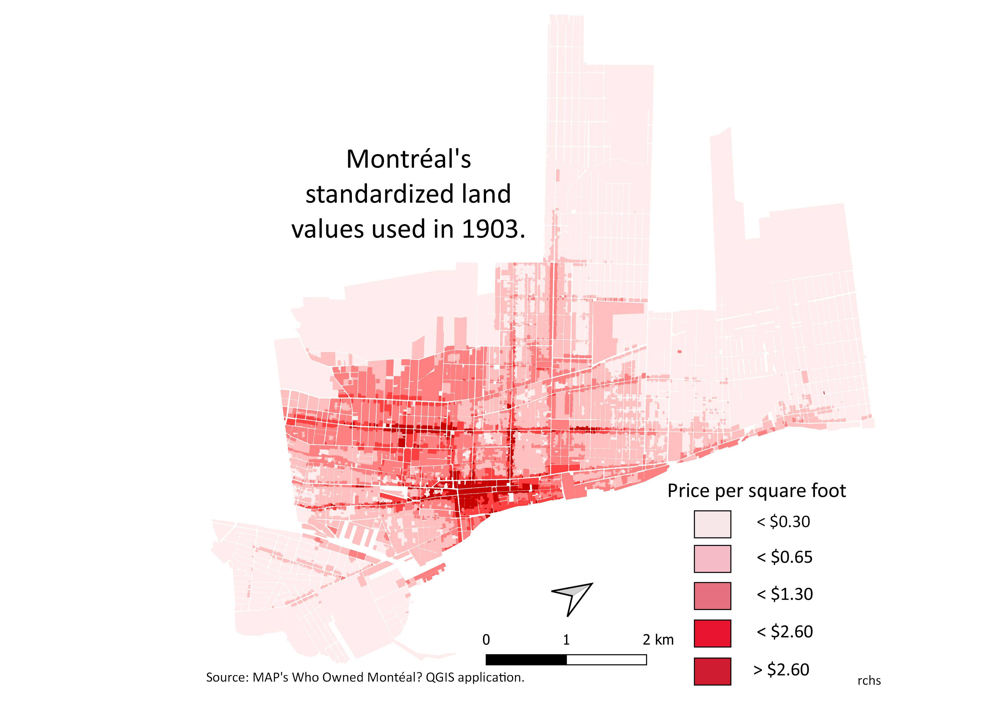 Montréal's
standardized land
values used in 1903.
Price per square foot
< $0.30
< $0.65
< $1.30
< $2.60
> $2.60
0 1 2 km
Source: MAP's Who Owned Montéal? QGIS application.
rchs